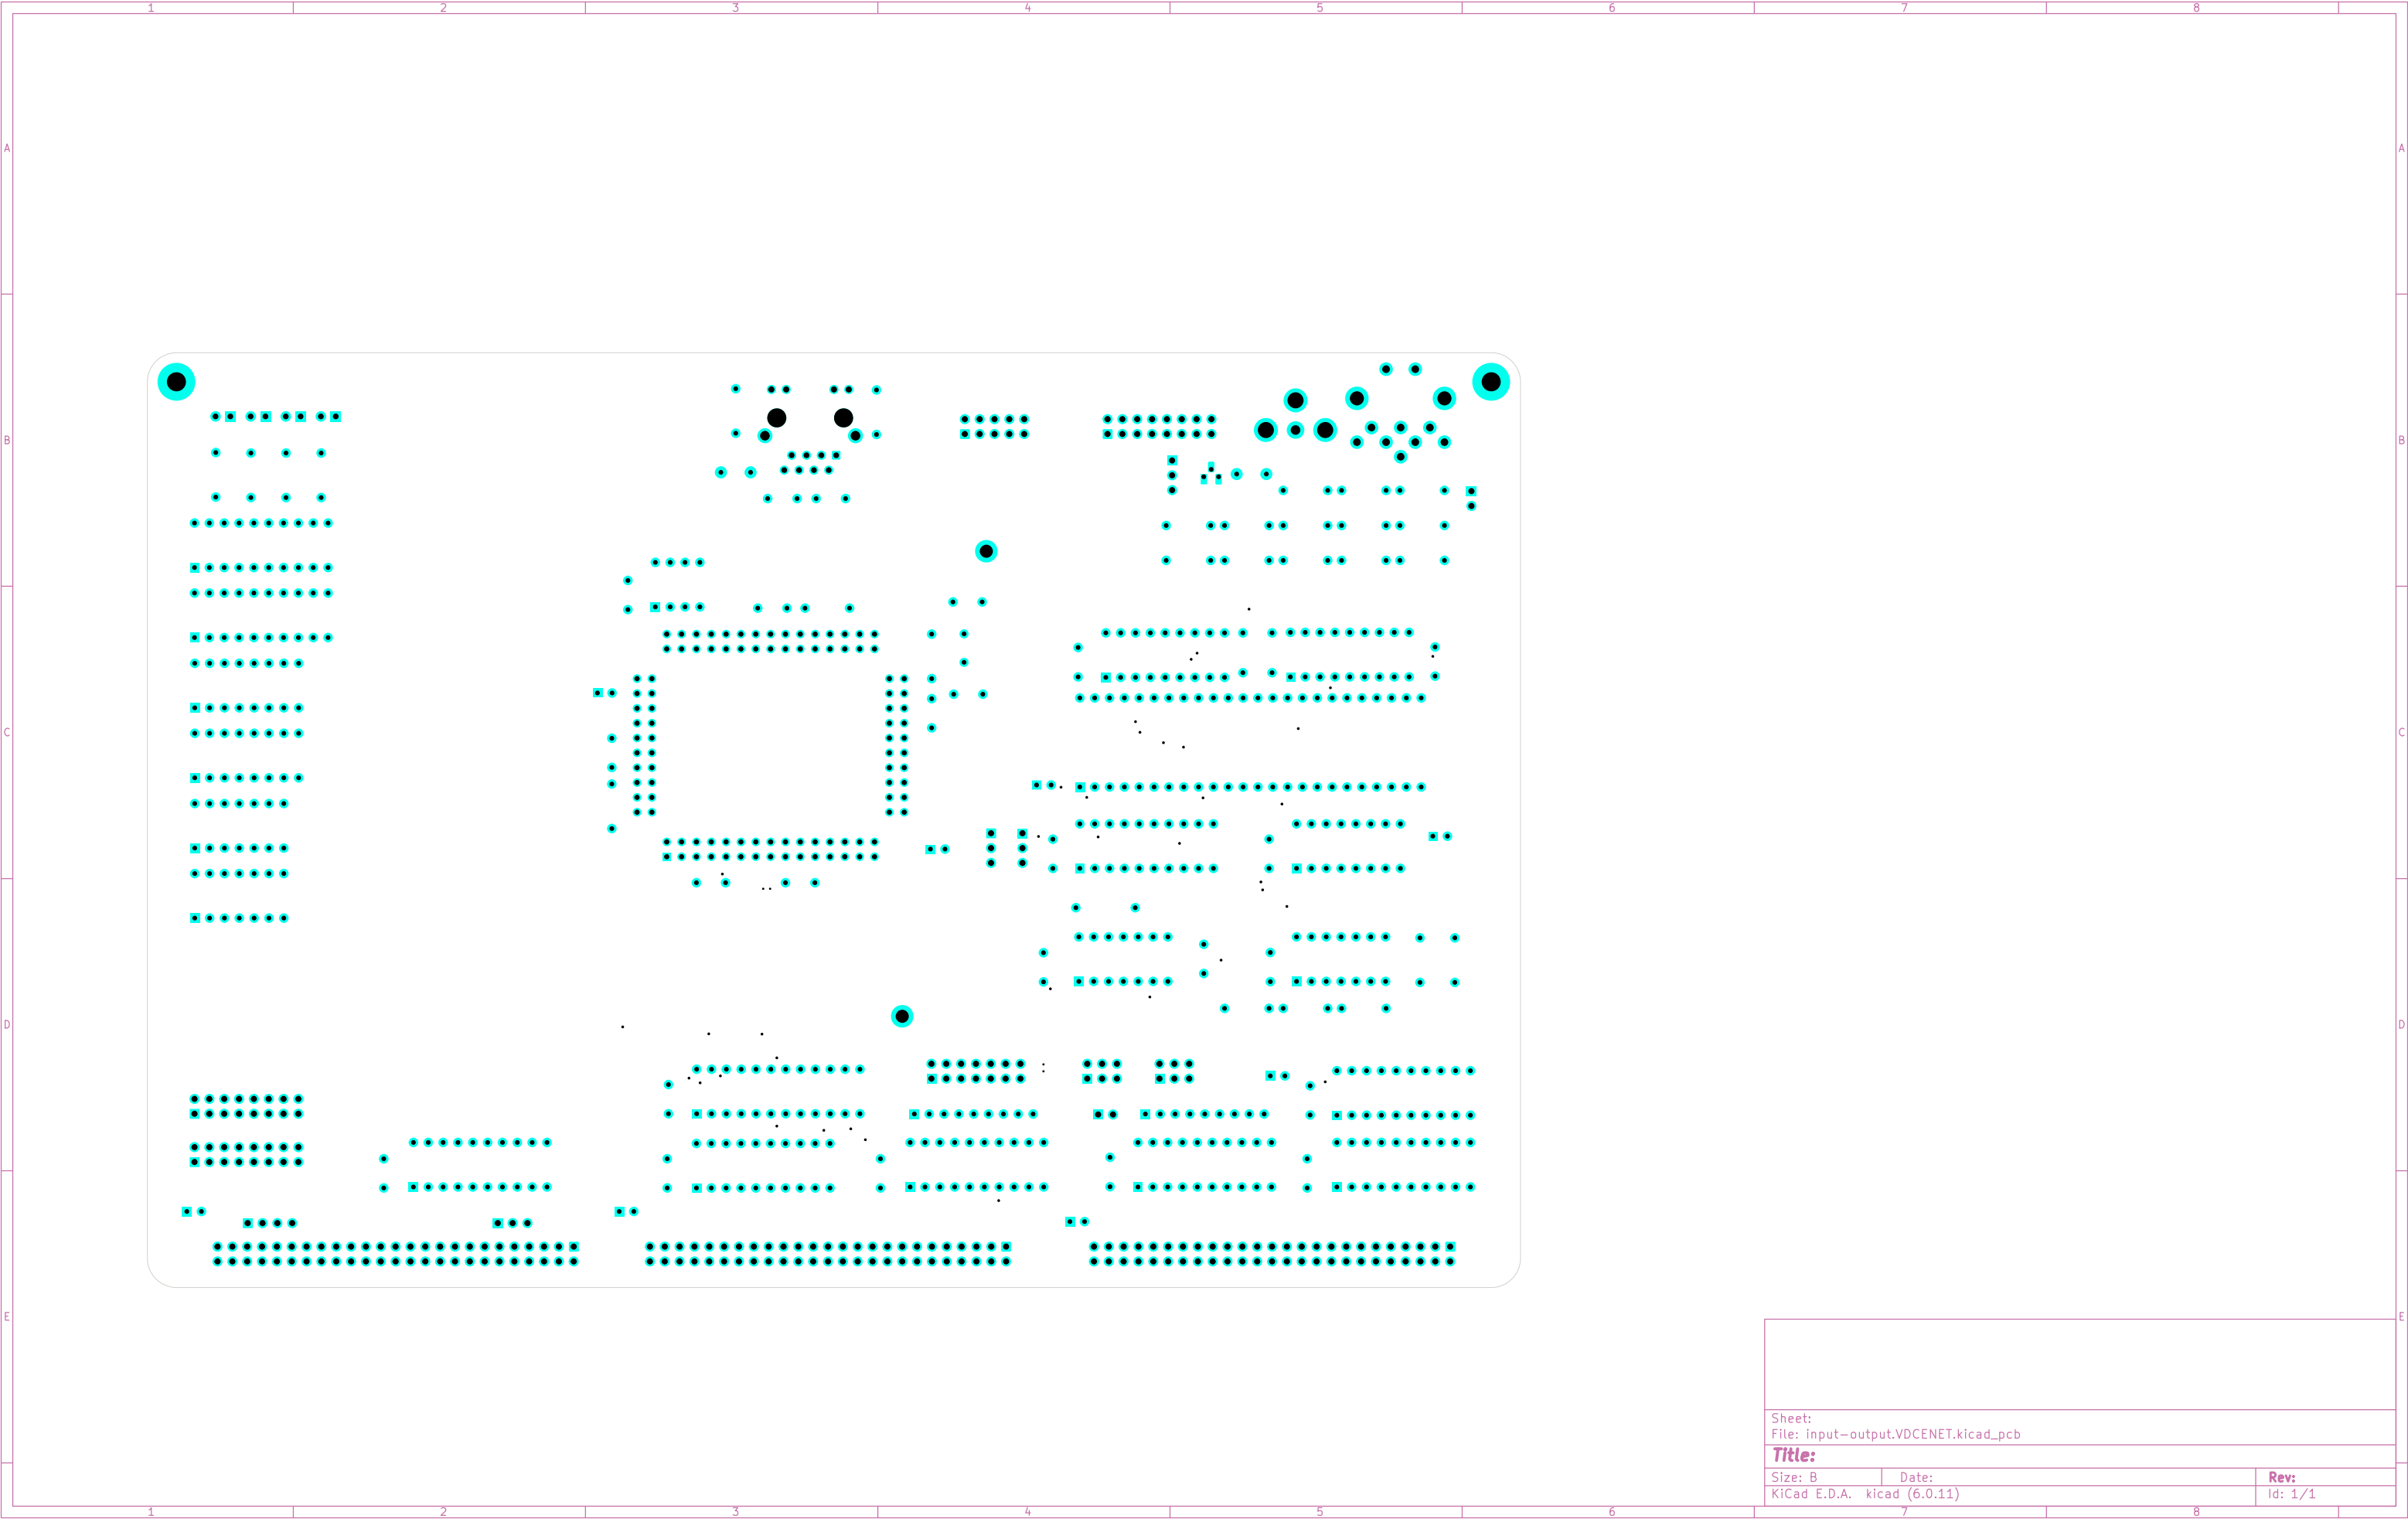 1 2 3 4 5 6 7 8
A A
B B
C C
D D
E E
Sheet:
File: input-output.VDCENET.kicad_pcb
Title:
Size: B Date: Rev:
KiCad E.D.A. kicad (6.0.11) Id: 1/1
1 2 3 4 5 6 7 8